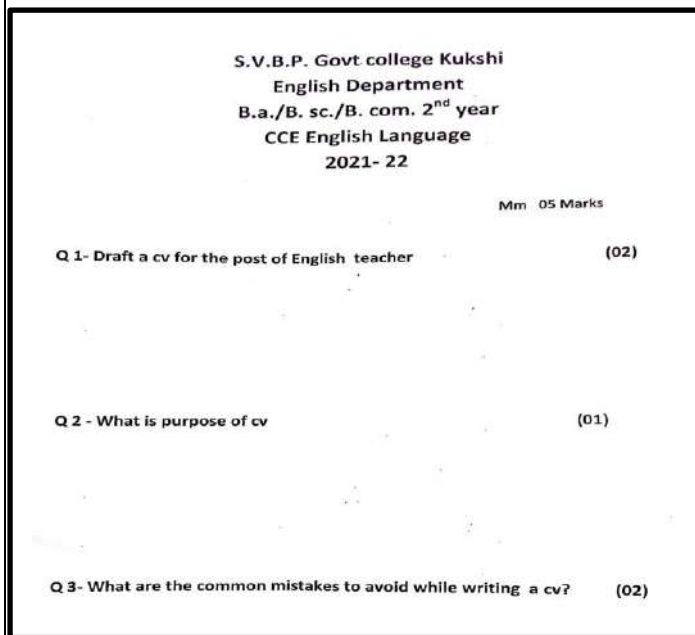 S.V.B.P. Govt college Kukshi
English Department
B.a./B. sc./B. com. 2nd year
CCE English Language
2021- 22
Mm 05 Marks
Q 1- Draft a cv for the post of English teacher (02)
Q 2 - What is purpose of cv (01)
Q 3- What are the common mistakes to avoid while writing a cv? (02)